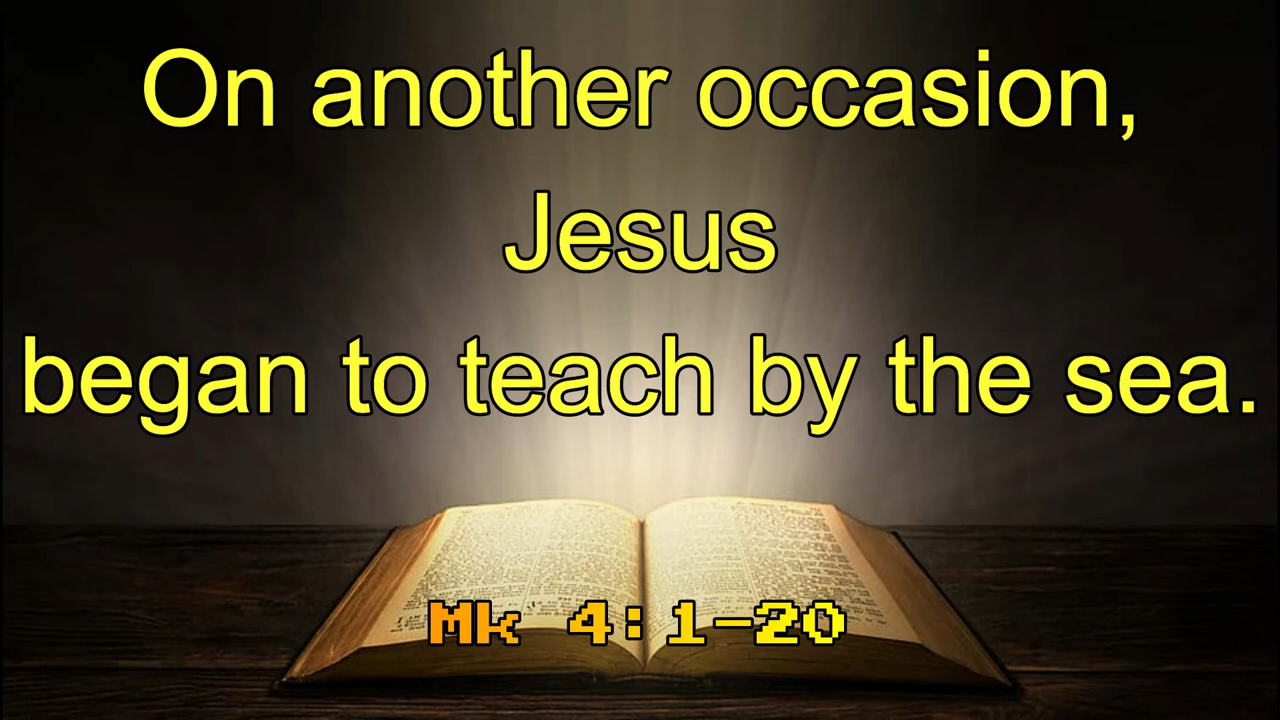 On another occasion,
Jesus
began to teach by the sea.
Mk 4:1-20